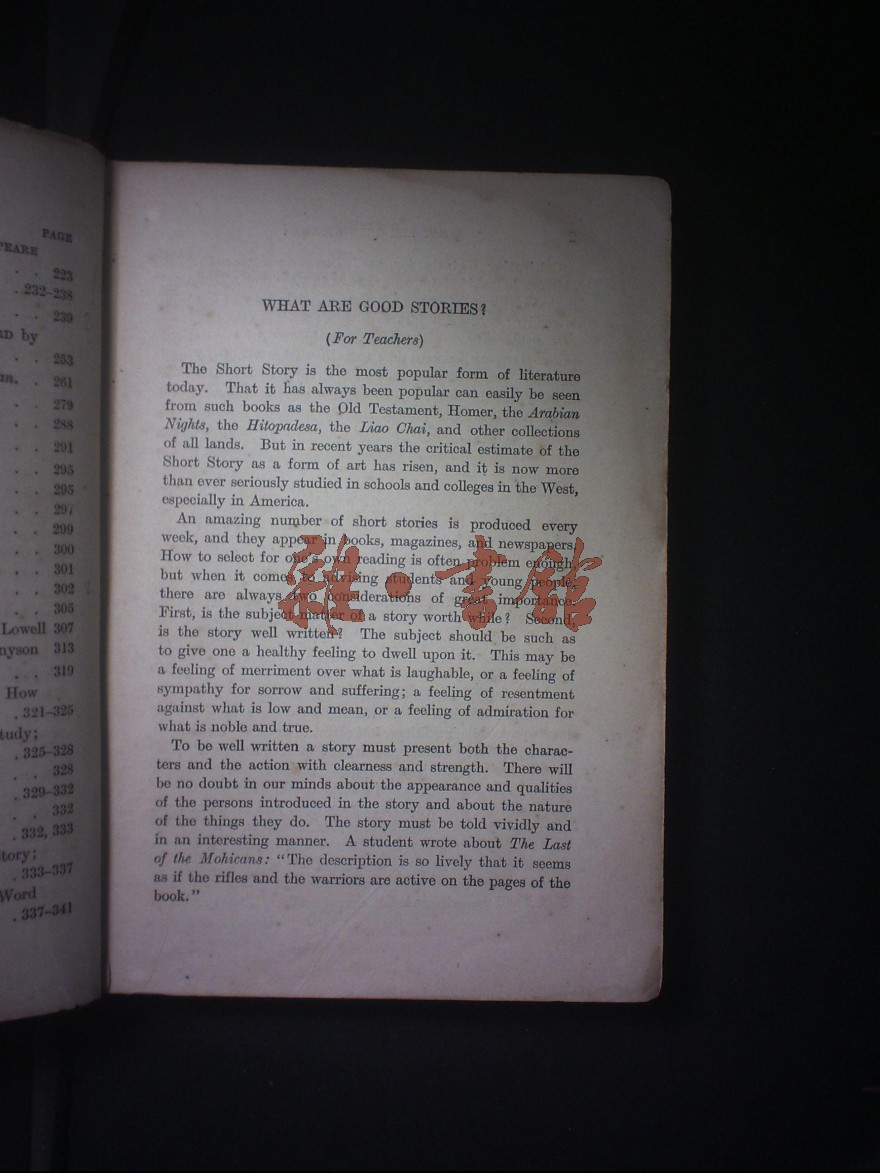 PAGE
PEARE
. . 223
. 232–238
. . 239
ED by
. . 253
m. . 261
. . 279
. . 288
. . 291
. . 295
. . 295
. . 297
. . 299
. . 300
. . 301
. . 302
. . 305
Lowell 307
nyson 313
. . 319
How
. 321–325
tudy;
. 325–328
. . 328
. 329–332
. . 332
. 332, 333
tory;
. 333–337
Word
. 337–341
WHAT ARE GOOD STORIES?
(For Teachers)
The Short Story is the most popular form of literature
today. That it has always been popular can easily be seen
from such books as the Old Testament, Homer, the Arabian
Nights, the Hitopadesa, the Liao Chai, and other collections
of all lands. But in recent years the critical estimate of the
Short Story as a form of art has risen, and it is now more
than ever seriously studied in schools and colleges in the West,
especially in America.
An amazing number of short stories is produced every
week, and they appear in books, magazines, and newspapers.
How to select for one's own reading is often problem enough,
but when it comes to advising students and young people,
there are always two considerations of great importance.
First, is the subject-matter of a story worth while? Second,
is the story well written? The subject should be such as
to give one a healthy feeling to dwell upon it. This may be
a feeling of merriment over what is laughable, or a feeling of
sympathy for sorrow and suffering; a feeling of resentment
against what is low and mean, or a feeling of admiration for
what is noble and true.
To be well written a story must present both the charac-
ters and the action with clearness and strength. There will
be no doubt in our minds about the appearance and qualities
of the persons introduced in the story and about the nature
of the things they do. The story must be told vividly and
in an interesting manner. A student wrote about The Last
of the Mohicans: "The description is so lively that it seems
as if the rifles and the warriors are active on the pages of the
book."
雅·書館